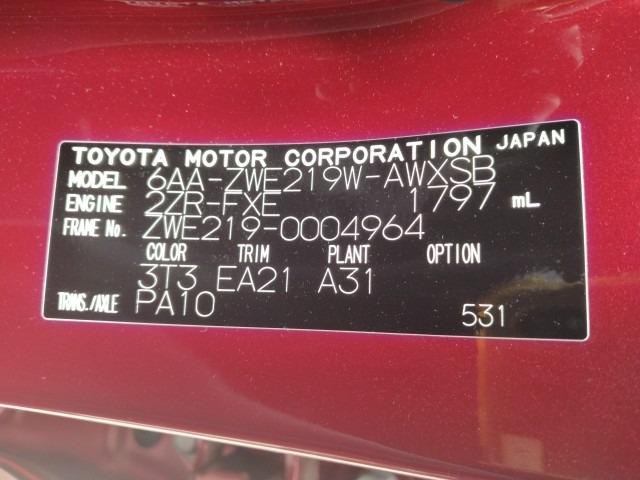 TOYOTA MOTOR CORPORATION JAPAN
MODEL 6AA-ZWE219W-AWXSB
ENGINE 2ZR-FXE 1797 mL
FRAME No. ZWE219-0004964
COLOR TRIM PLANT OPTION
3T3 EA21 A31
TRANS./AXLE PA10 531